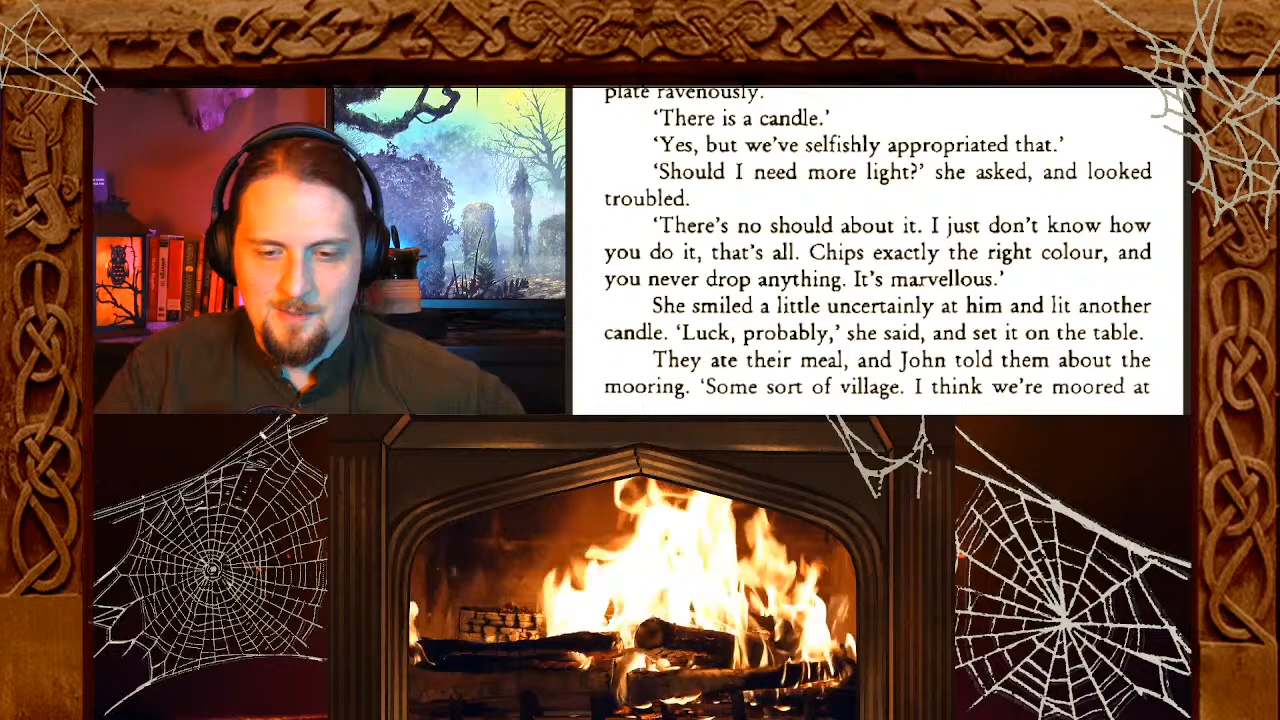 plate ravenously.
‘There is a candle.’
‘Yes, but we’ve selfishly appropriated that.’
‘Should I need more light?’ she asked, and looked
troubled.
‘There’s no should about it. I just don’t know how
you do it, that’s all. Chips exactly the right colour, and
you never drop anything. It’s marvellous.’
She smiled a little uncertainly at him and lit another
candle. ‘Luck, probably,’ she said, and set it on the table.
They ate their meal, and John told them about the
mooring. ‘Some sort of village. I think we’re moored at